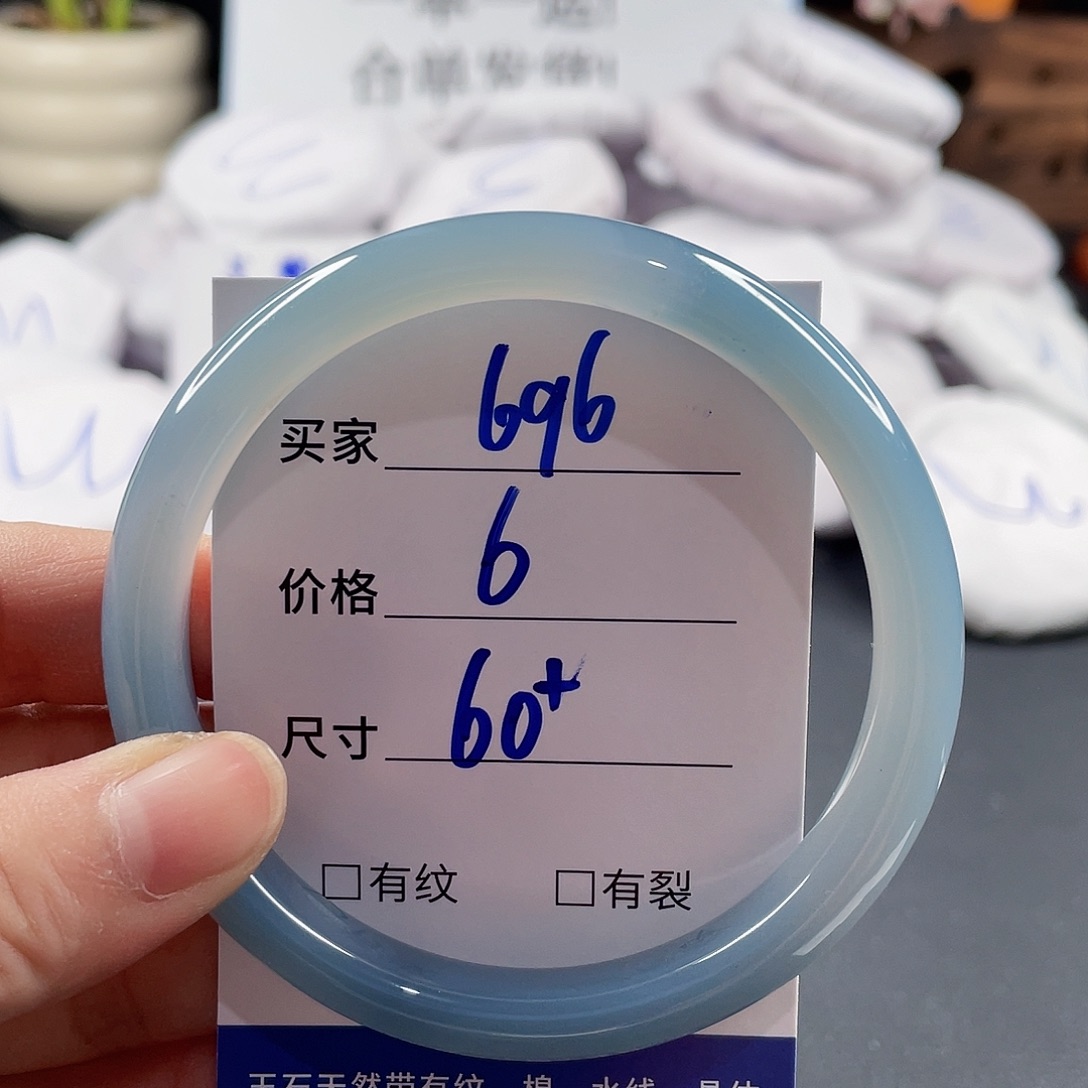 买家 696
价格 6
尺寸 60+
□有纹 □有裂